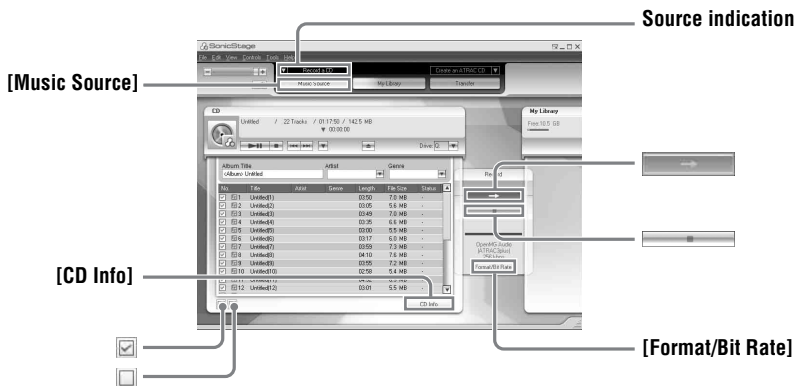 Source indication
SonicStage
File Edit View Controls Tools Help
Record a CD
Create an ATRAC CD
[Music Source]
Music Source
My Library
Transfer
CD
My Library
Untitled / 22 Tracks / 01:17:50 / 142.5 MB
Free:10.5 GB
00:00:00
Drive: Q:
Album Title Artist Genre
<Album> Untitled
Record
No. Title Artist Genre Length File Size Status
1 Untitled(1) 03:50 7.0 MB -
2 Untitled(2) 03:05 5.6 MB -
3 Untitled(3) 03:49 7.0 MB -
4 Untitled(4) 03:35 6.6 MB -
5 Untitled(5) 03:00 5.5 MB -
6 Untitled(6) 03:17 6.0 MB -
7 Untitled(7) 03:59 7.3 MB -
8 Untitled(8) 04:10 7.6 MB -
9 Untitled(9) 03:55 7.2 MB -
10 Untitled(10) 02:58 5.4 MB -
12 Untitled(12) 03:01 5.5 MB -
OpenMG Audio
(ATRAC3plus)
256 kbps
Format/Bit Rate
[CD Info]
CD Info
[Format/Bit Rate]